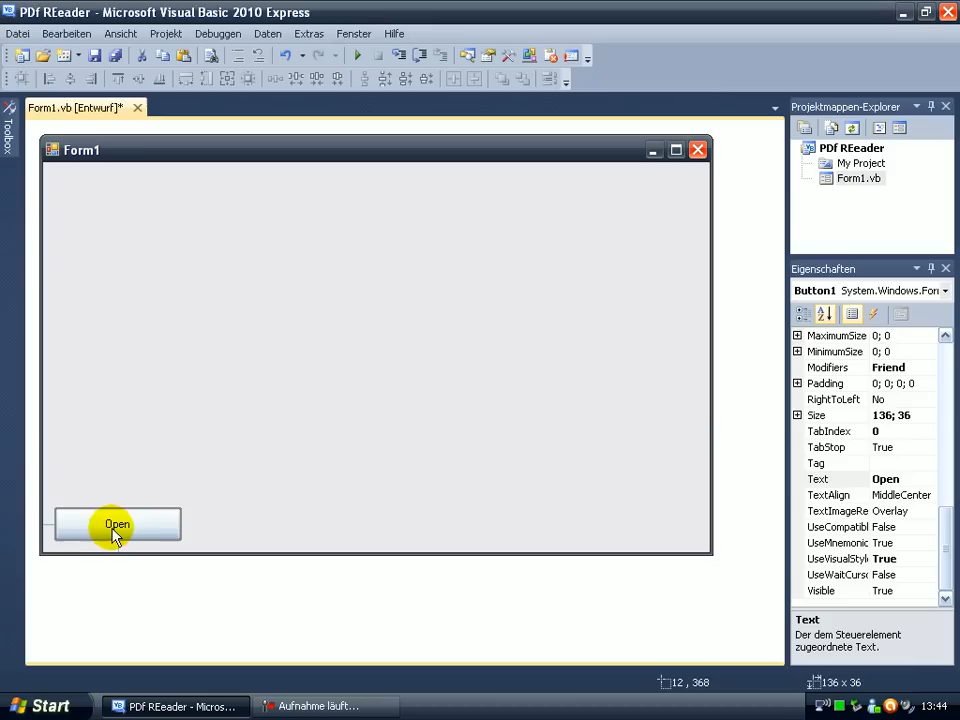 PDf REeader - Microsoft Visual Basic 2010 Express
Datei Bearbeiten Ansicht Projekt Debuggen Daten Extras Fenster Hilfe
Form1.vb [Entwurf]*
Toolbox
Form1
Open
Projektmappen-Explorer
PDf REeader
My Project
Form1.vb
Eigenschaften
Button1 System.Windows.Forr
MaximumSize 0; 0
MinimumSize 0; 0
Modifiers Friend
Padding 0; 0; 0; 0
RightToLeft No
Size 136; 36
TabIndex 0
TabStop True
Tag
Text Open
TextAlign MiddleCenter
TextImageRe Overlay
UseCompatibl False
UseMnemonic True
UseVisualStyle True
UseWaitCurso False
Visible True
Text
Der dem Steuerelement
zugeordnete Text.
12 , 368
136 x 36
Start
PDf REeader - Micros...
Aufnahme läuft...
13:44